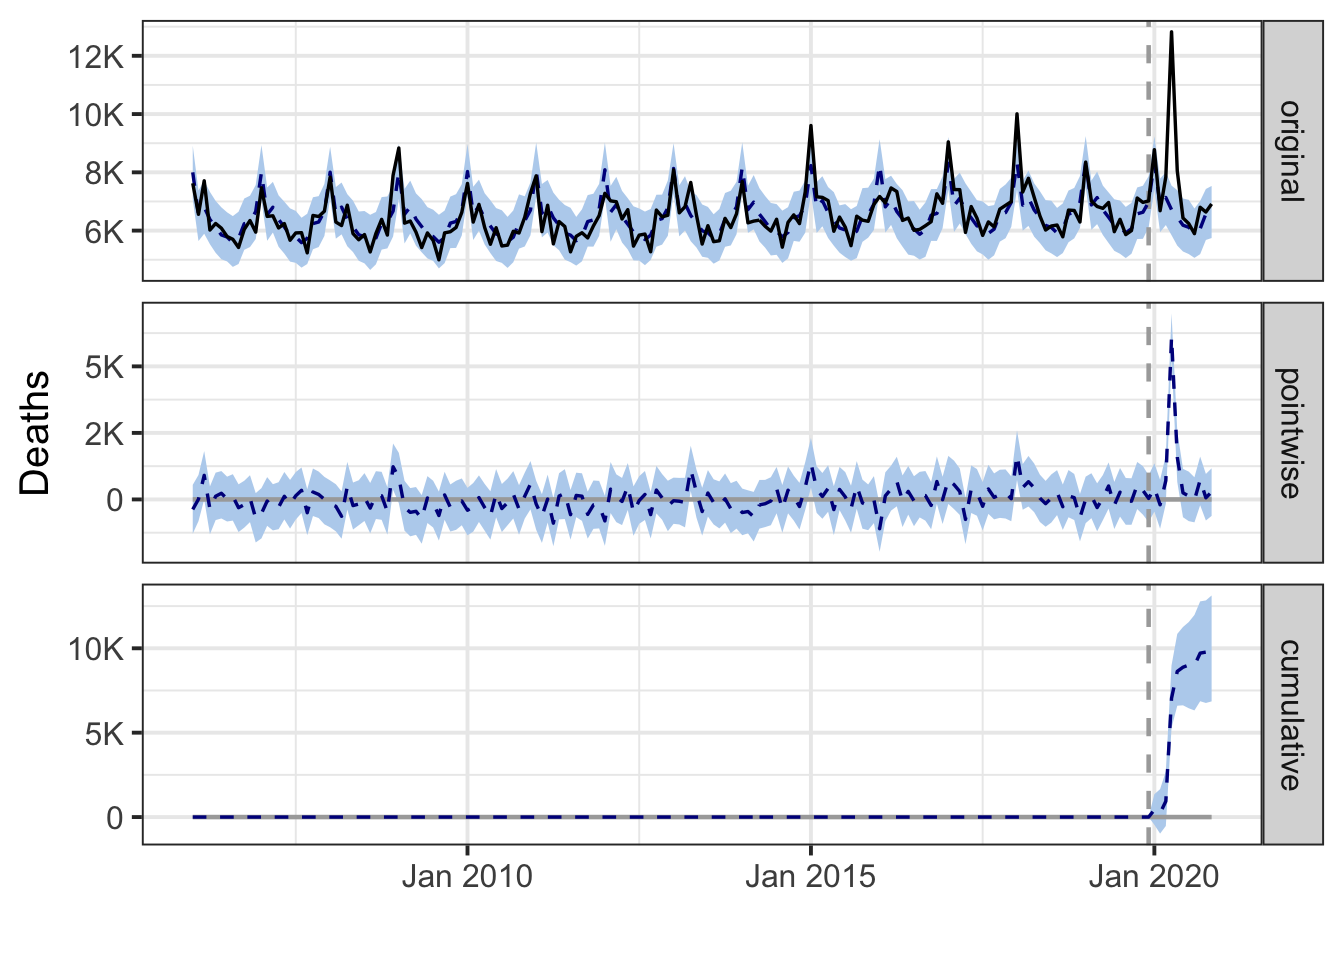 Deaths
12K
10K
8K
6K
original
5K
2K
0
pointwise
10K
5K
0
cumulative
Jan 2010
Jan 2015
Jan 2020